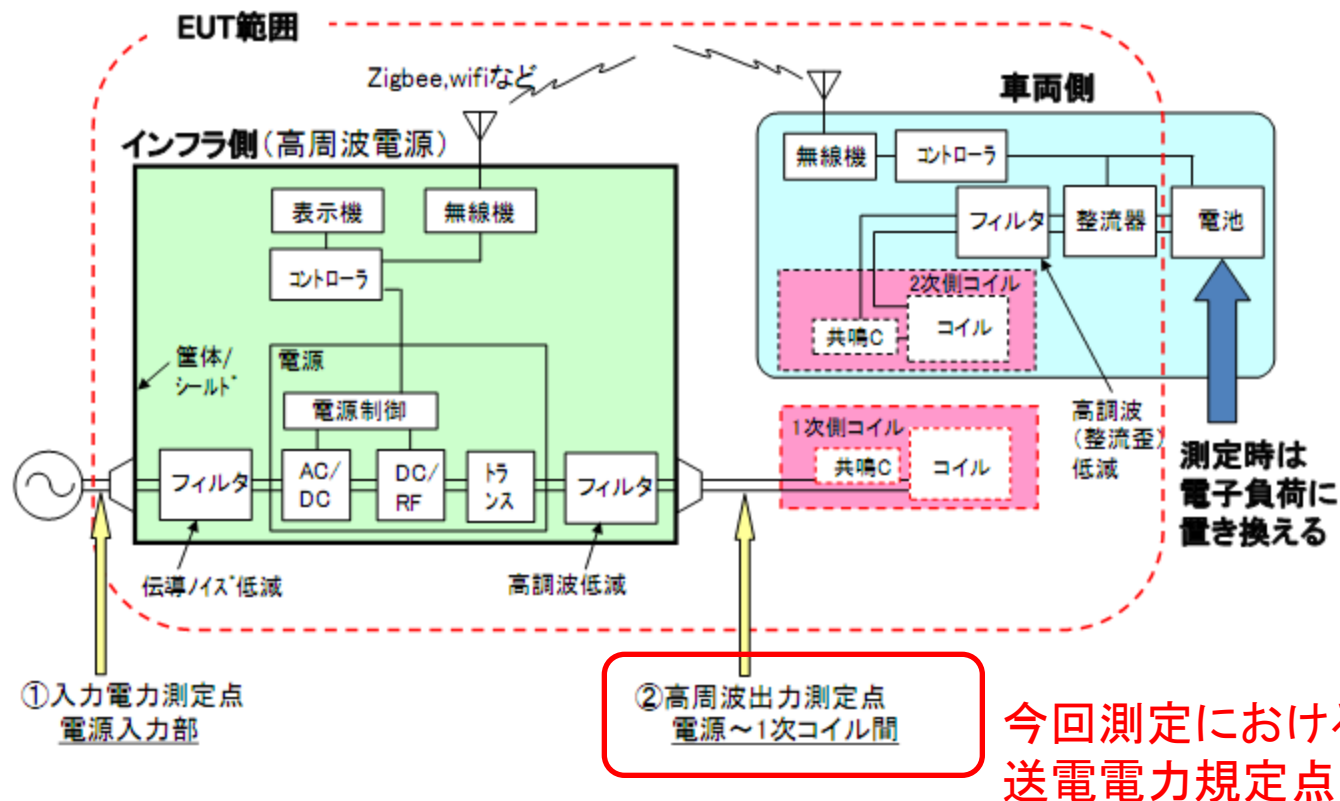 EUT範囲
Zigbee,wifiなど
車両側
インフラ側(高周波電源)
無線機
コントローラ
表示機
無線機
フィルタ
整流器
電池
コントローラ
2次側コイル
コイル
共鳴C
筐体/
シールド
電源
電源制御
高調波
(整流歪)
低減
1次側コイル
共鳴C
コイル
測定時は
電子負荷に
置き換える
フィルタ
AC/
DC
DC/
RF
トラ
ンス
フィルタ
伝導ノイズ低減
高調波低減
①入力電力測定点
電源入力部
②高周波出力測定点
電源~1次コイル間
今回測定における
送電電力規定点